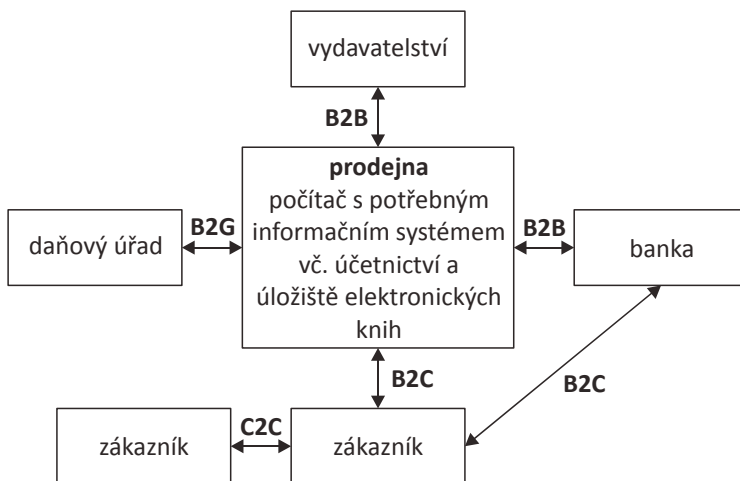 vydavatelství
B2B
prodejna
počítač s potřebným
informačním systémem
vč. účetnictví a
úložiště elektronických
knih
daňový úřad
B2G
B2B
banka
B2C
B2C
zákazník
C2C
zákazník